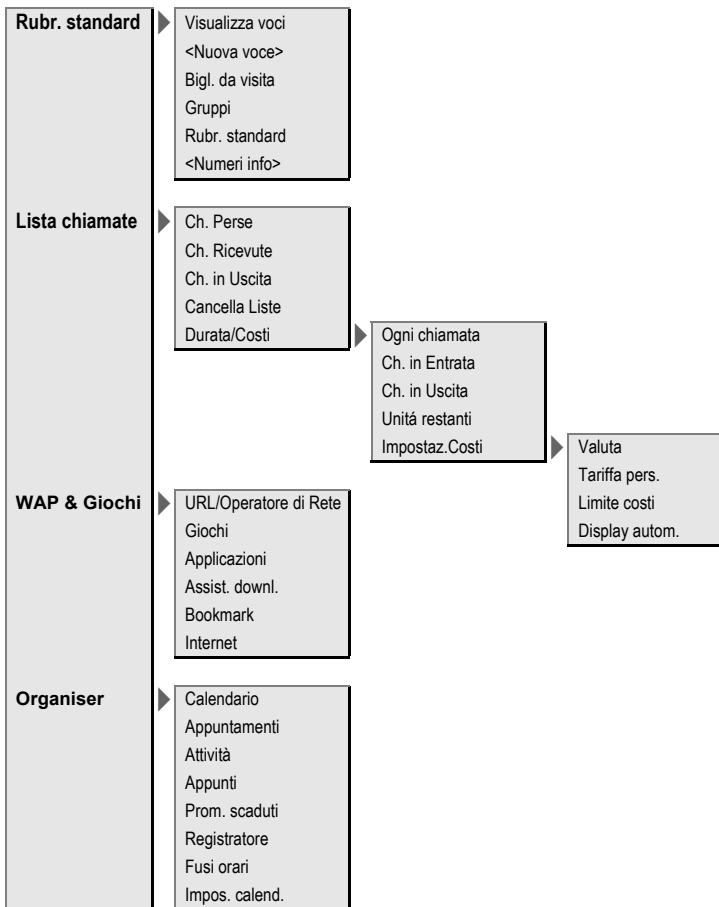 Rubr. standard
Visualizza voci
<Nuova voce>
Bigl. da visita
Gruppi
Rubr. standard
<Numeri info>
Lista chiamate
Ch. Perse
Ch. Ricevute
Ch. in Uscita
Cancella Liste
Durata/Costi
Ogni chiamata
Ch. in Entrata
Ch. in Uscita
Unitá restanti
Impostaz.Costi
Valuta
Tariffa pers.
Limite costi
Display autom.
WAP & Giochi
URL/Operatore di Rete
Giochi
Applicazioni
Assist. downl.
Bookmark
Internet
Organiser
Calendario
Appuntamenti
Attività
Appunti
Prom. scaduti
Registratore
Fusi orari
Impos. calend.